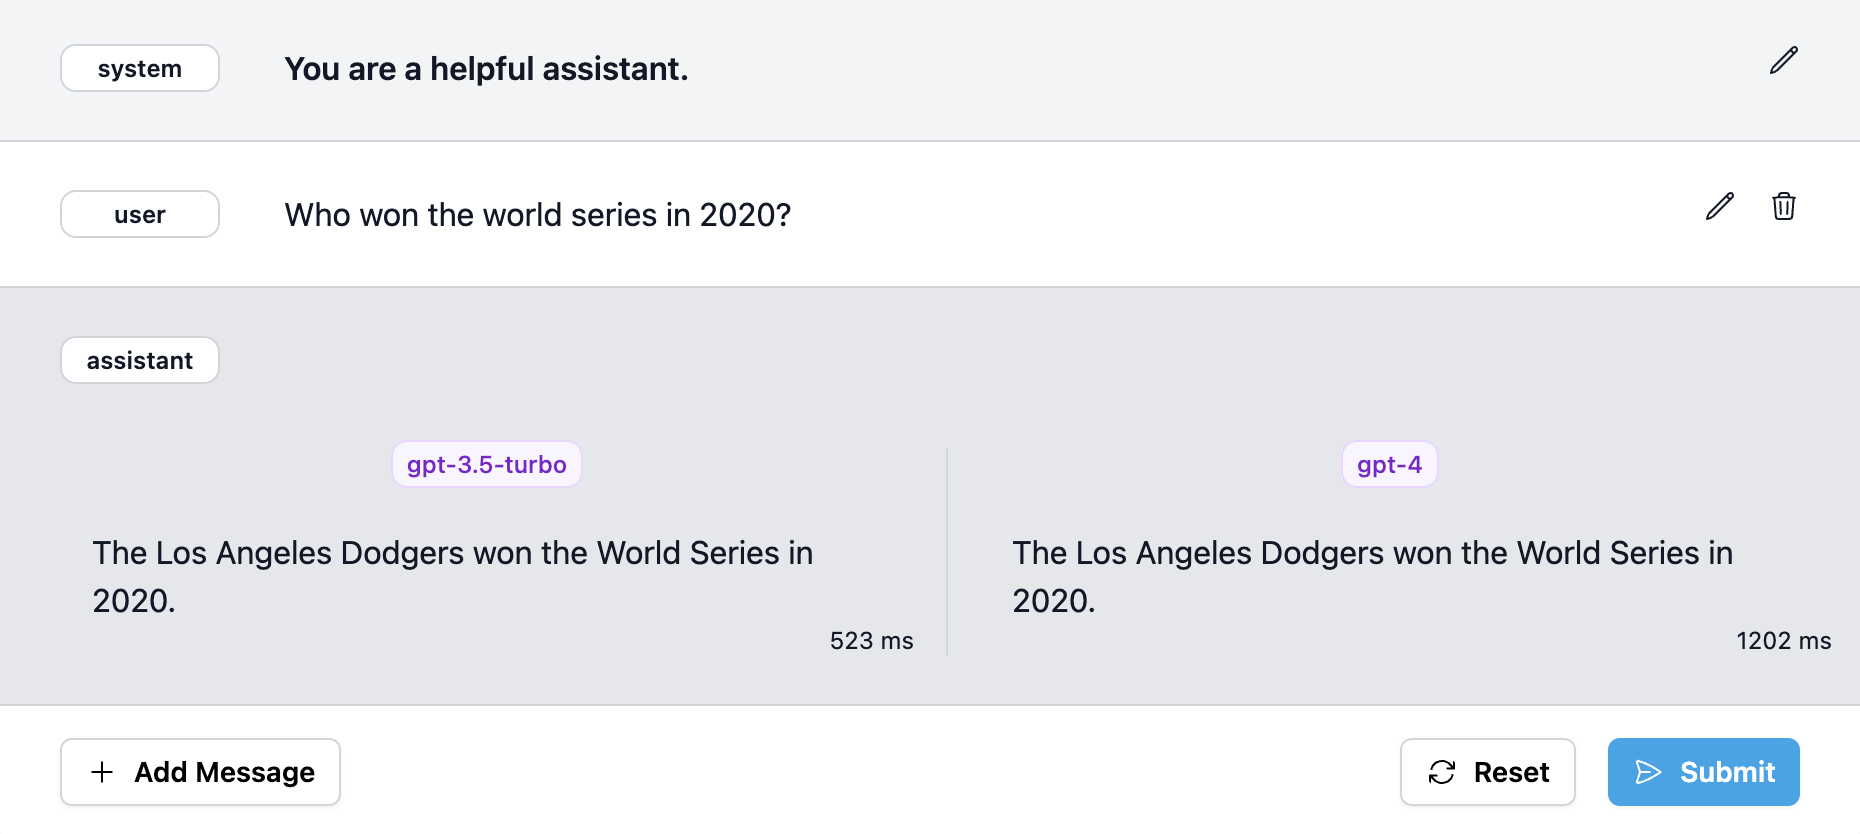 system
You are a helpful assistant.
user
Who won the world series in 2020?
assistant
gpt-3.5-turbo
The Los Angeles Dodgers won the World Series in
2020.
523 ms
gpt-4
The Los Angeles Dodgers won the World Series in
2020.
1202 ms
Add Message
Reset
Submit